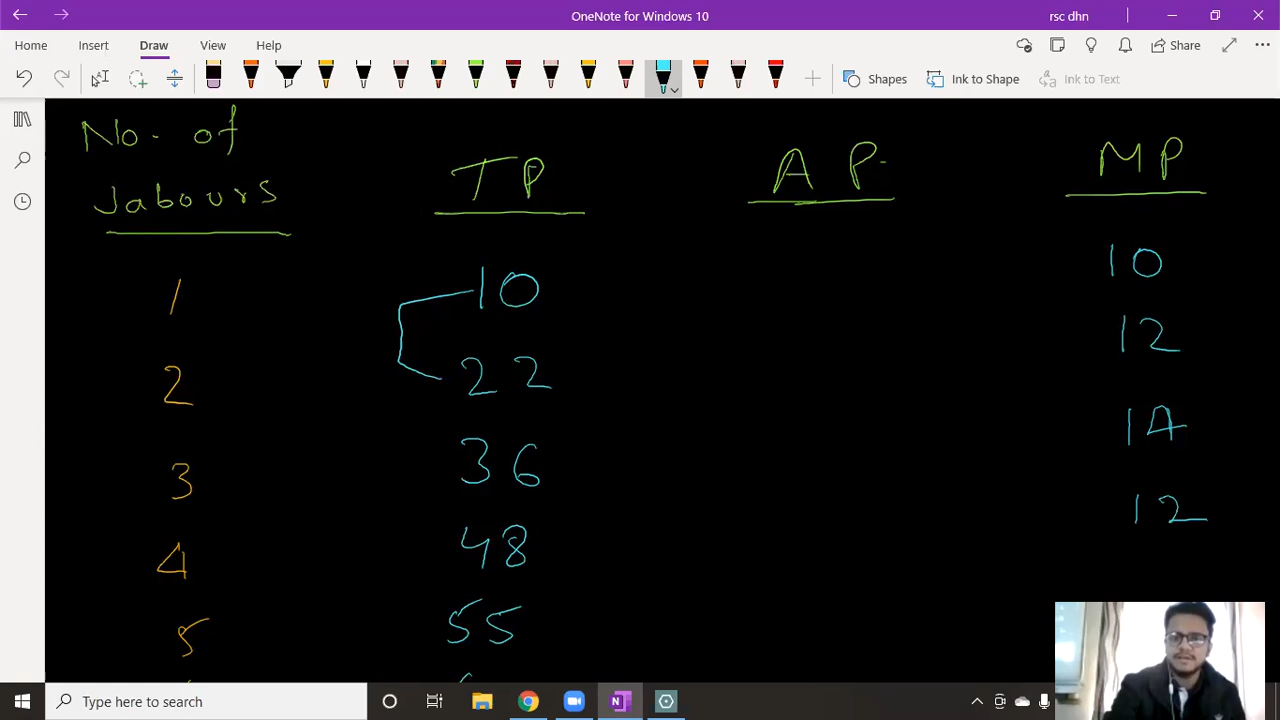 OneNote for Windows 10
rsc dhn
Home Insert Draw View Help
Share
Shapes
Ink to Shape
Ink to Text
No. of
Labours TP A P MP
1 10 10
2 22 12
3 36 14
4 48 12
5 55
Type here to search